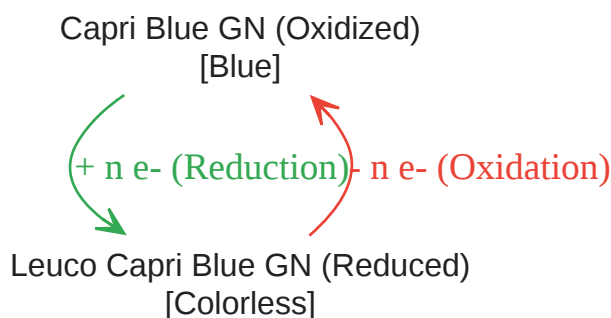 Capri Blue GN (Oxidized)
[Blue]
+ n e- (Reduction)
- n e- (Oxidation)
Leuco Capri Blue GN (Reduced)
[Colorless]